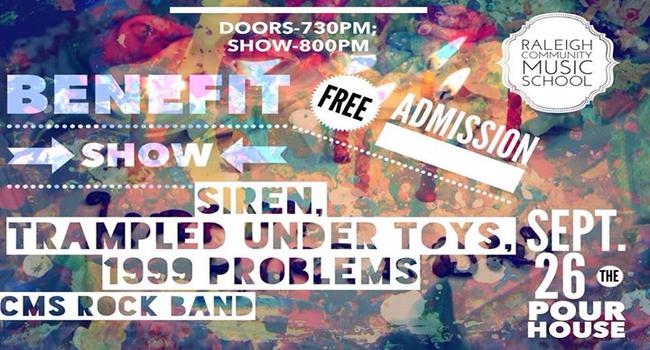 DOORS-730PM;
SHOW-800PM
RALEIGH
COMMUNITY
MUSIC
SCHOOL
BENEFIT
FREE
ADMISSION
SHOW
SIREN,
TRAMPLED UNDER TOYS,
1999 PROBLEMS
CMS ROCK BAND
SEPT.
26 THE
POUR
HOUSE